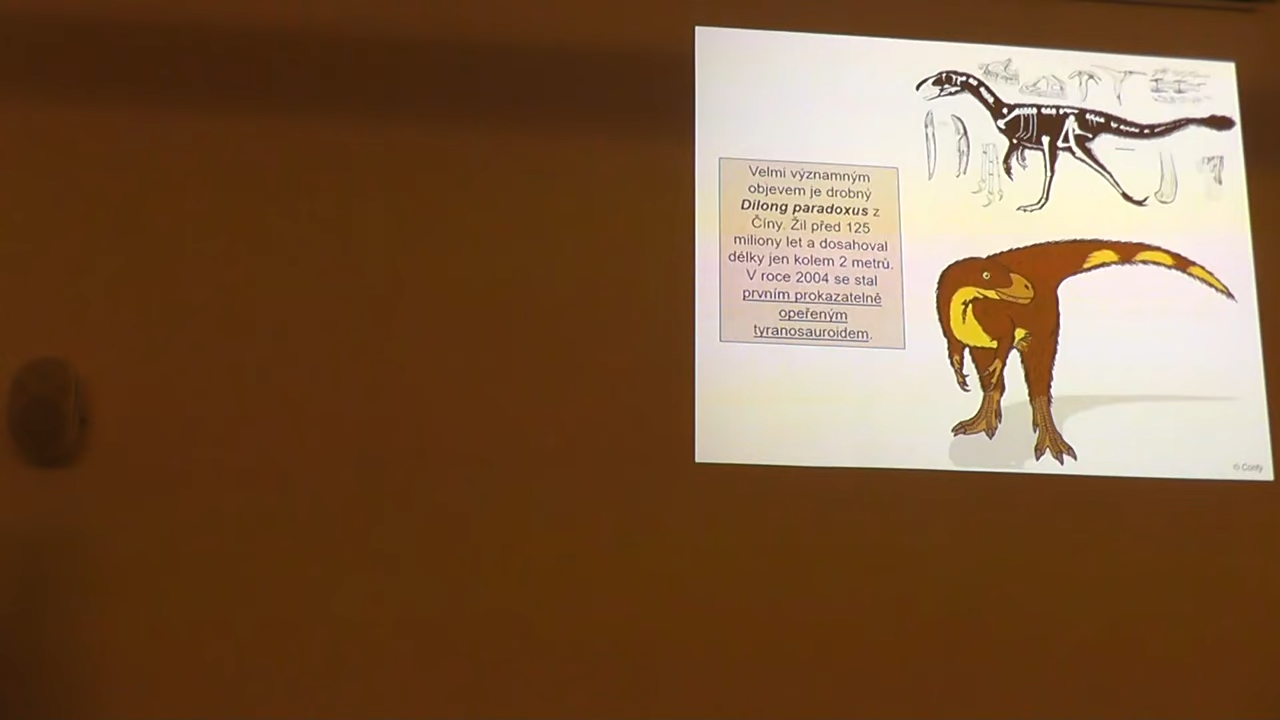 Velmi významným
objevem je drobný
Dilong paradoxus z
Číny. Žil před 125
miliony let a dosahoval
délky jen kolem 2 metrů.
V roce 2004 se stal
prvním prokazatelně
opeřeným
tyranosauroidem.
© Conty